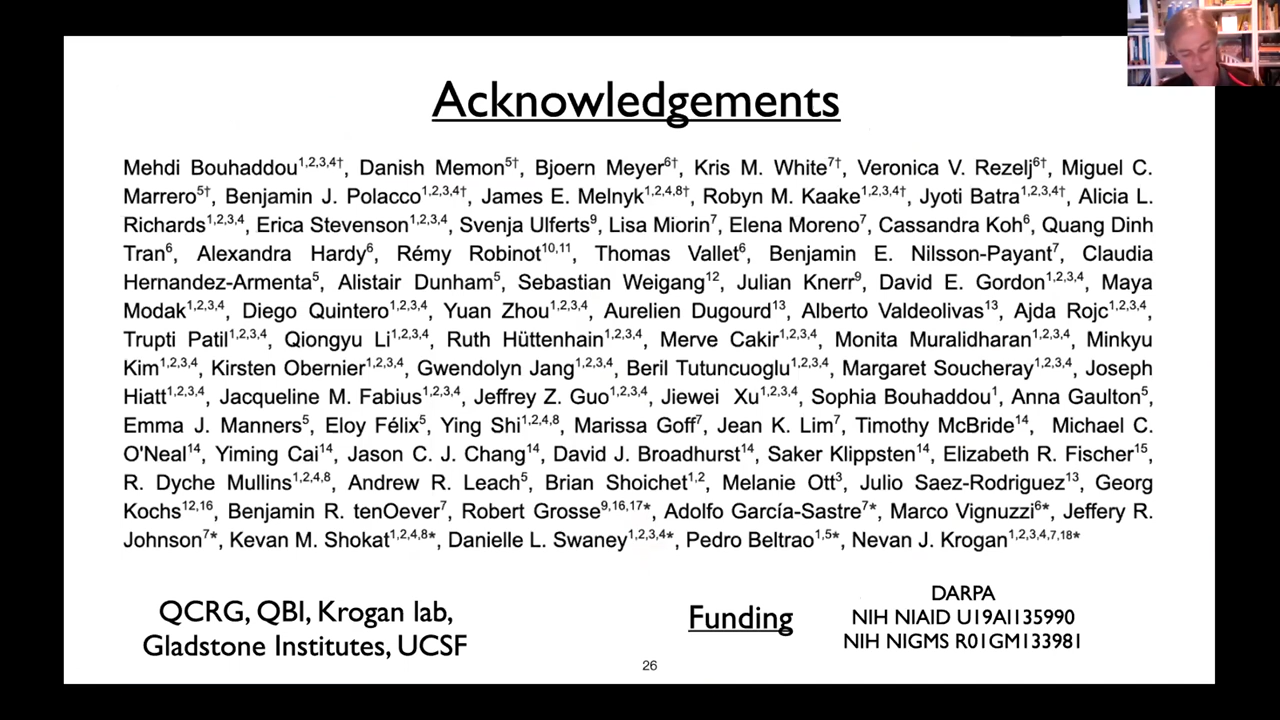 Acknowledgements
Mehdi Bouhaddou1,2,3,4†, Danish Memon5†, Bjoern Meyer6†, Kris M. White7†, Veronica V. Rezelj6†, Miguel C.
Marrero5†, Benjamin J. Polacco1,2,3,4†, James E. Melnyk1,2,4,8†, Robyn M. Kaake1,2,3,4†, Jyoti Batra1,2,3,4†, Alicia L.
Richards1,2,3,4, Erica Stevenson1,2,3,4, Svenja Ulferts9, Lisa Miorin7, Elena Moreno7, Cassandra Koh6, Quang Dinh
Tran6, Alexandra Hardy6, Rémy Robinot10,11, Thomas Vallet6, Benjamin E. Nilsson-Payant7, Claudia
Hernandez-Armenta5, Alistair Dunham5, Sebastian Weigang12, Julian Knerr9, David E. Gordon1,2,3,4, Maya
Modak1,2,3,4, Diego Quintero1,2,3,4, Yuan Zhou1,2,3,4, Aurelien Dugourd13, Alberto Valdeolivas13, Ajda Rojc1,2,3,4,
Trupti Patil1,2,3,4, Qiongyu Li1,2,3,4, Ruth Hüttenhain1,2,3,4, Merve Cakir1,2,3,4, Monita Muralidharan1,2,3,4, Minkyu
Kim1,2,3,4, Kirsten Obernier1,2,3,4, Gwendolyn Jang1,2,3,4, Beril Tutuncuoglu1,2,3,4, Margaret Soucheray1,2,3,4, Joseph
Hiatt1,2,3,4, Jacqueline M. Fabius1,2,3,4, Jeffrey Z. Guo1,2,3,4, Jiewei Xu1,2,3,4, Sophia Bouhaddou1, Anna Gaulton5,
Emma J. Manners5, Eloy Félix5, Ying Shi1,2,4,8, Marissa Goff7, Jean K. Lim7, Timothy McBride14, Michael C.
O'Neal14, Yiming Cai14, Jason C. J. Chang14, David J. Broadhurst14, Saker Klippsten14, Elizabeth R. Fischer15,
R. Dyche Mullins1,2,4,8, Andrew R. Leach5, Brian Shoichet1,2, Melanie Ott3, Julio Saez-Rodriguez13, Georg
Kochs12,16, Benjamin R. tenOever7, Robert Grosse9,16,17*, Adolfo García-Sastre7*, Marco Vignuzzi6*, Jeffery R.
Johnson7*, Kevan M. Shokat1,2,4,8*, Danielle L. Swaney1,2,3,4*, Pedro Beltrao1,5*, Nevan J. Krogan1,2,3,4,7,18*
QCRG, QBI, Krogan lab,
Gladstone Institutes, UCSF
Funding
DARPA
NIH NIAID U19AI135990
NIH NIGMS R01GM133981
26